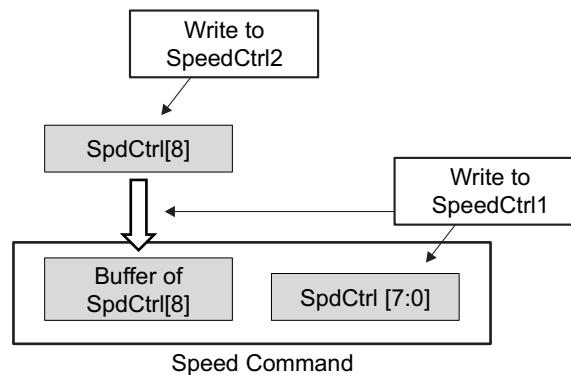 Write to
SpeedCtrl2
SpdCtrl[8]
Write to
SpeedCtrl1
Buffer of
SpdCtrl[8]
SpdCtrl [7:0]
Speed Command